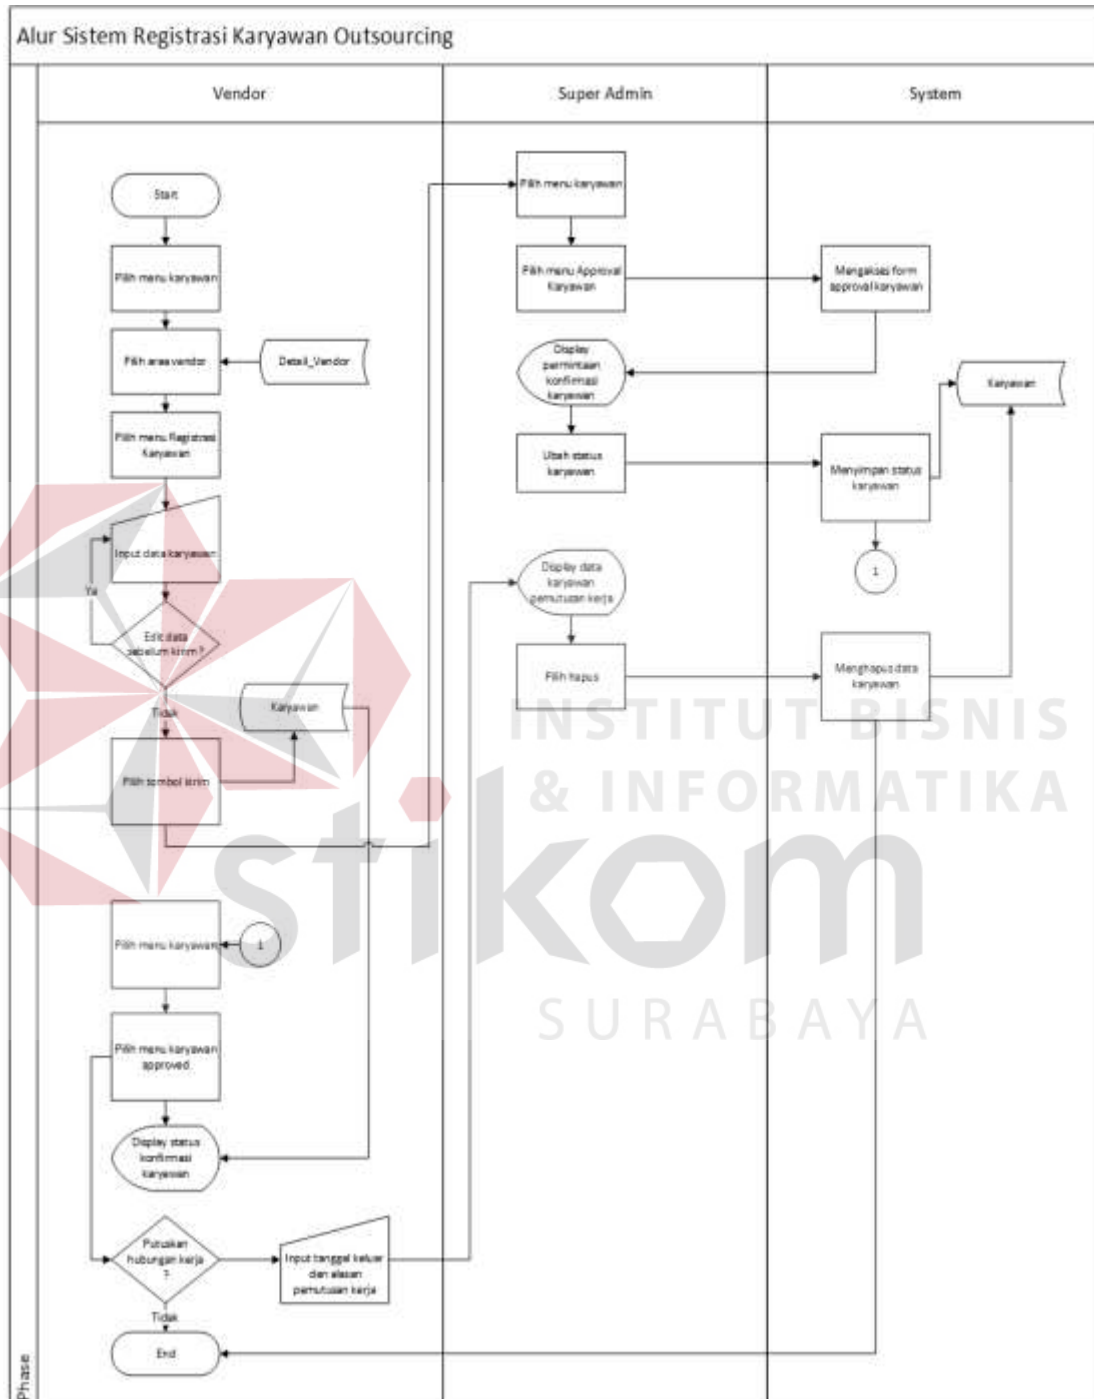 Alur Sistem Registrasi Karyawan Outsourcing
Vendor
Super Admin
System
Phase
Start
Pilih menu karyawan
Pilih area vendor
Detail_Vendor
Pilih menu Registrasi
Karyawan
Input data karyawan
Ya
Edit data
sebelum kirim ?
Tidak
Karyawan
Pilih tombol kirim
Pilih menu karyawan
1
Pilih menu karyawan
approved
Display status
konfirmasi
karyawan
Putuskan
hubungan kerja
?
Input tanggal keluar
dan alasan
pemutusan kerja
Tidak
End
Pilih menu karyawan
Pilih menu Approval
Karyawan
Display
permintaan
konfirmasi
karyawan
Ubah status
karyawan
Display data
karyawan
pemutusan kerja
Pilih hapus
Mengakses form
approval karyawan
Karyawan
Menyimpan status
karyawan
1
Menghapus data
karyawan
INSTITUT BISNIS
& INFORMATIKA
stikom
SURABAYA